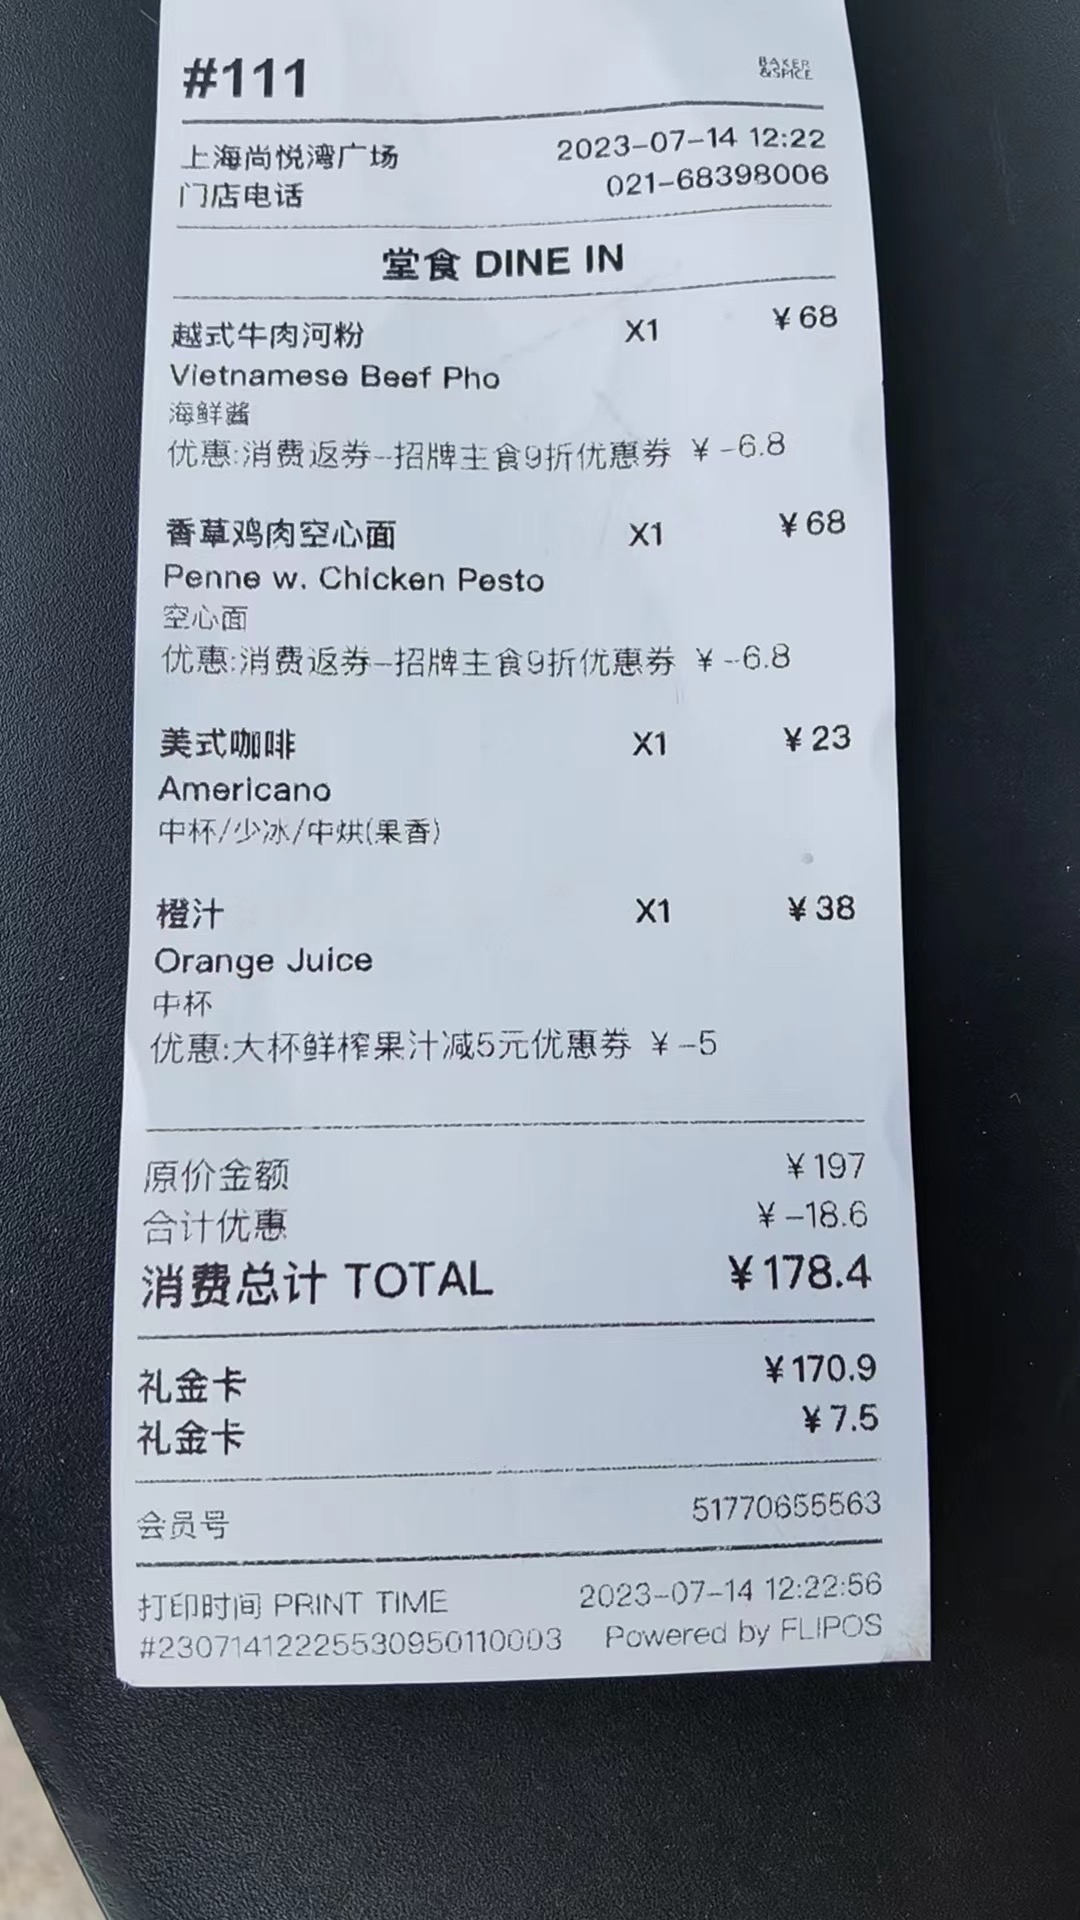 #111
BAKER
&SPICE
上海尚悦湾广场 2023-07-14 12:22
门店电话 021-68398006
堂食 DINE IN
越式牛肉河粉 X1 ¥68
Vietnamese Beef Pho
海鲜酱
优惠:消费返券-招牌主食9折优惠券 ¥-6.8
香草鸡肉空心面 X1 ¥68
Penne w. Chicken Pesto
空心面
优惠:消费返券-招牌主食9折优惠券 ¥-6.8
美式咖啡 X1 ¥23
Americano
中杯/少冰/中烘(果香)
橙汁 X1 ¥38
Orange Juice
中杯
优惠:大杯鲜榨果汁减5元优惠券 ¥-5
原价金额 ¥197
合计优惠 ¥-18.6
消费总计 TOTAL ¥178.4
礼金卡 ¥170.9
礼金卡 ¥7.5
会员号 51770655563
打印时间 PRINT TIME 2023-07-14 12:22:56
#230714122225530950110003 Powered by FLIPOS